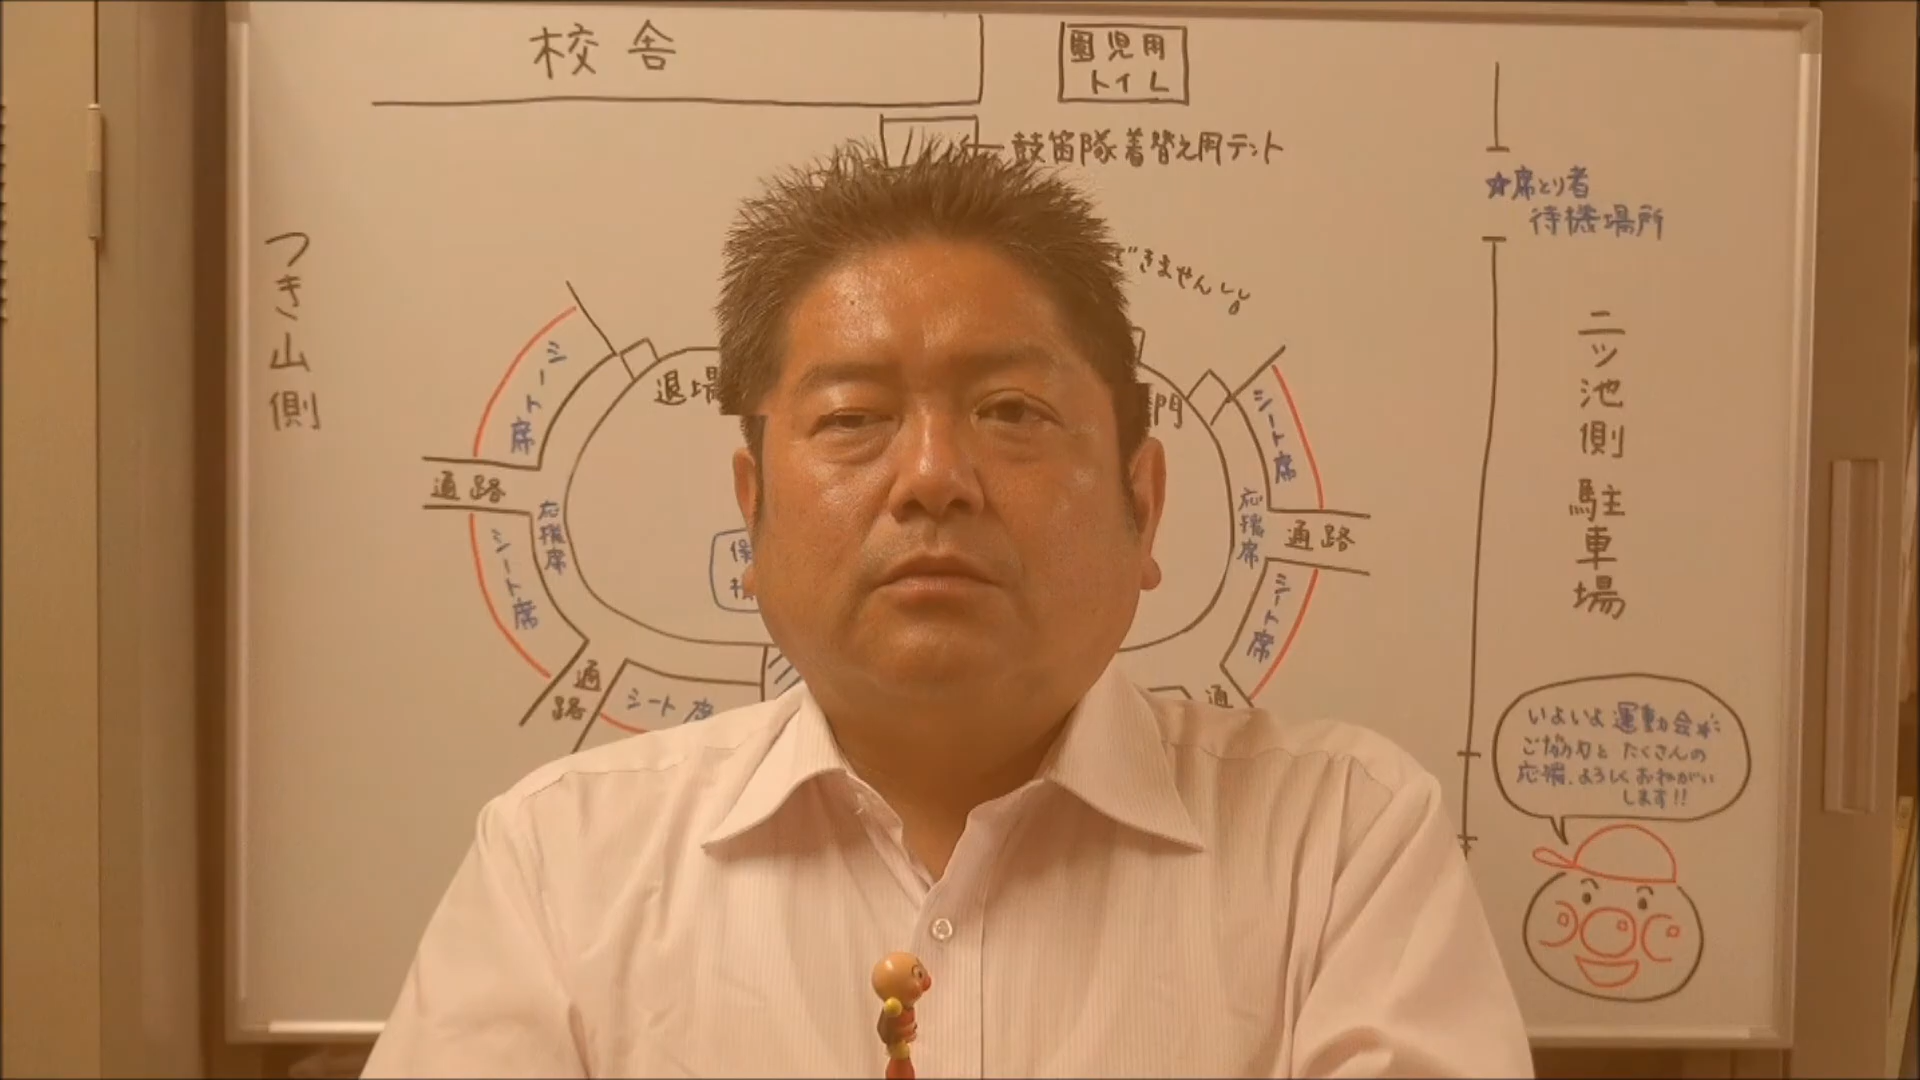 校舎
園児用
トイレ
鼓笛隊着替え用テント
☆席とり者
待機場所
つき山側
できません!!
シート席
退場
門
シート席
通路
応援席
応援席
通路
シート席
保
シート席
通路
シート席
通
二ツ池側 駐車場
いよいよ運動会が
ご協力と たくさんの
応援、よろしくおねがい
します!!